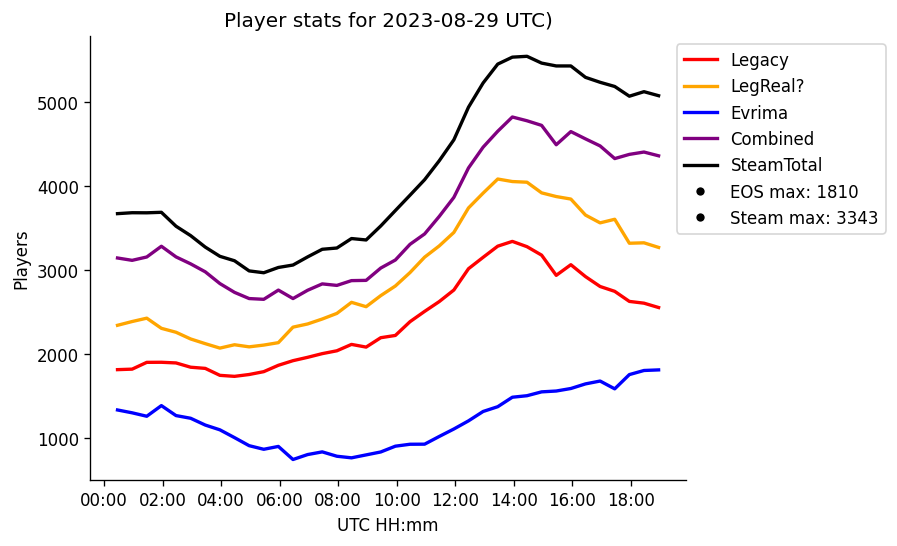 Player stats for 2023-08-29 UTC)
Legacy
LegReal?
Evrima
Combined
SteamTotal
EOS max: 1810
Steam max: 3343
Players
5000
4000
3000
2000
1000
00:00 02:00 04:00 06:00 08:00 10:00 12:00 14:00 16:00 18:00
UTC HH:mm